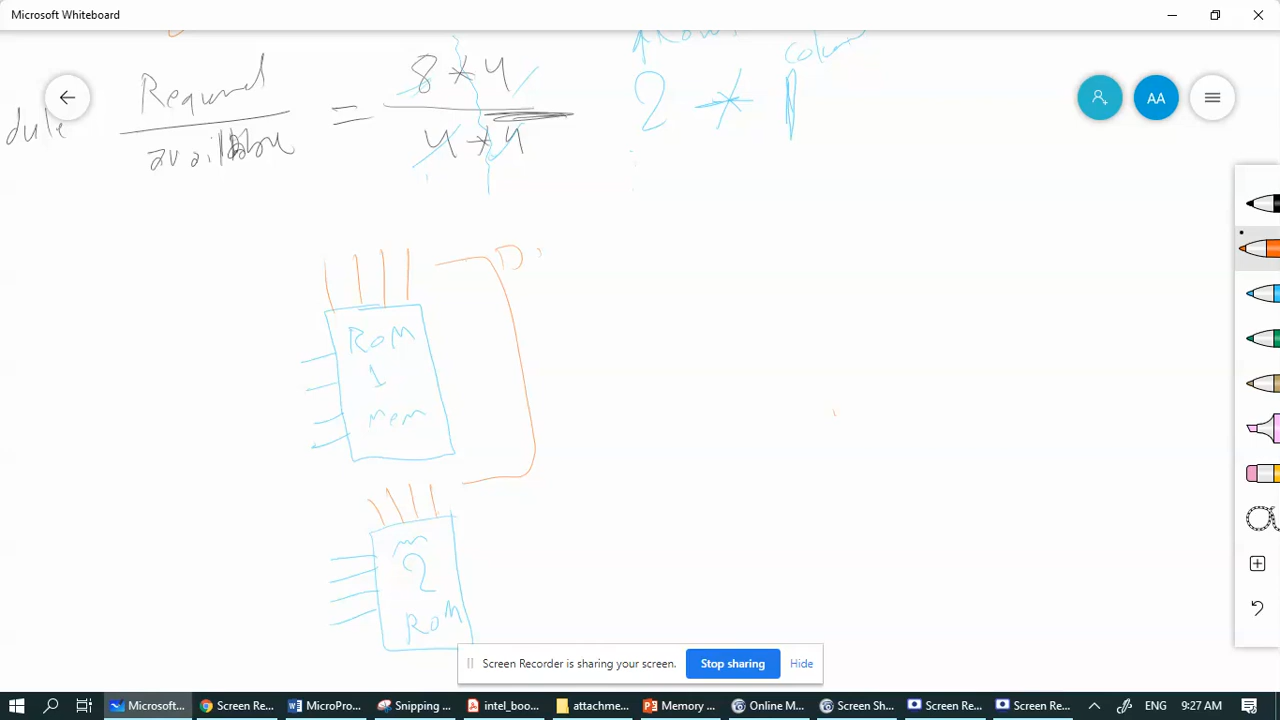 Microsoft Whiteboard
Rows
column
Required
8 * 4
2 * 1
dule
=
available
4 * 4
AA
D
ROM
1
mem
2
ROM
Screen Recorder is sharing your screen.
Stop sharing
Hide
Microsoft...
Screen Re...
MicroPro...
Snipping ...
intel_boo...
attachme...
Memory ...
Online M...
Screen Sh...
Screen Re...
Screen Re...
9:27 AM